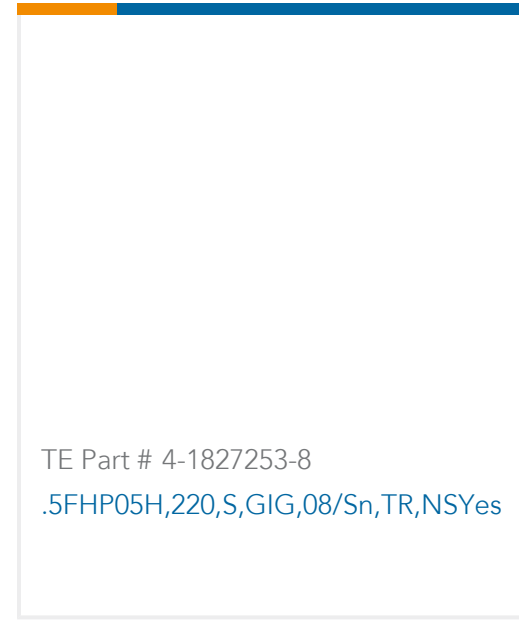 TE Part # 4-1827253-8
.5FHP05H,220,S,GIG,08/Sn,TR,NSYes